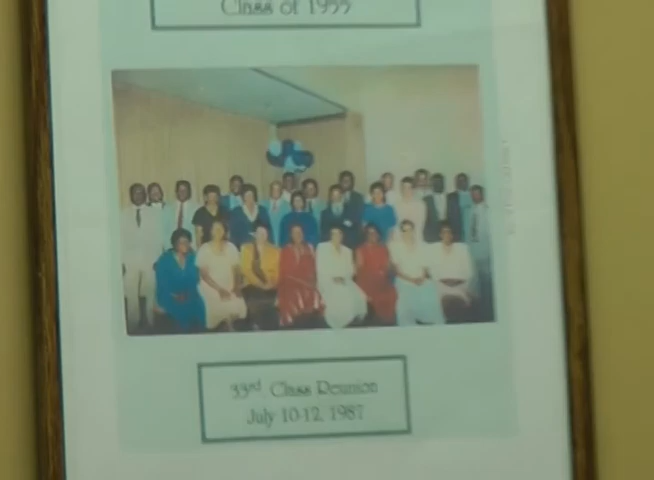 Class of 1955
33rd Class Reunion
July 10-12, 1987